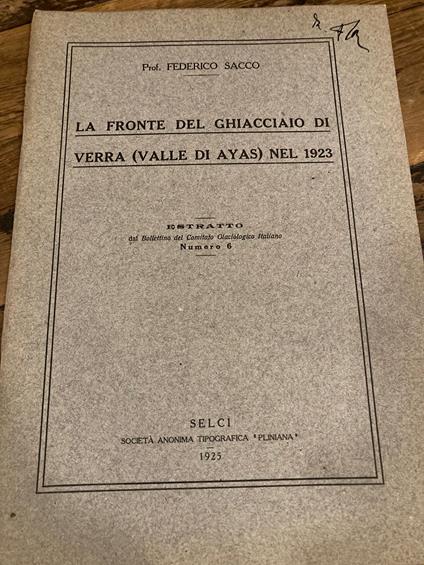 Prof. FEDERICO SACCO
LA FRONTE DEL GHIACCIAIO DI
VERRA (VALLE DI AYAS) NEL 1923
ESTRATTO
dal Bollettino del Comitato Glaciologico Italiano
Numero 6
SELCI
SOCIETÀ ANONIMA TIPOGRAFICA "PLINIANA"
1925